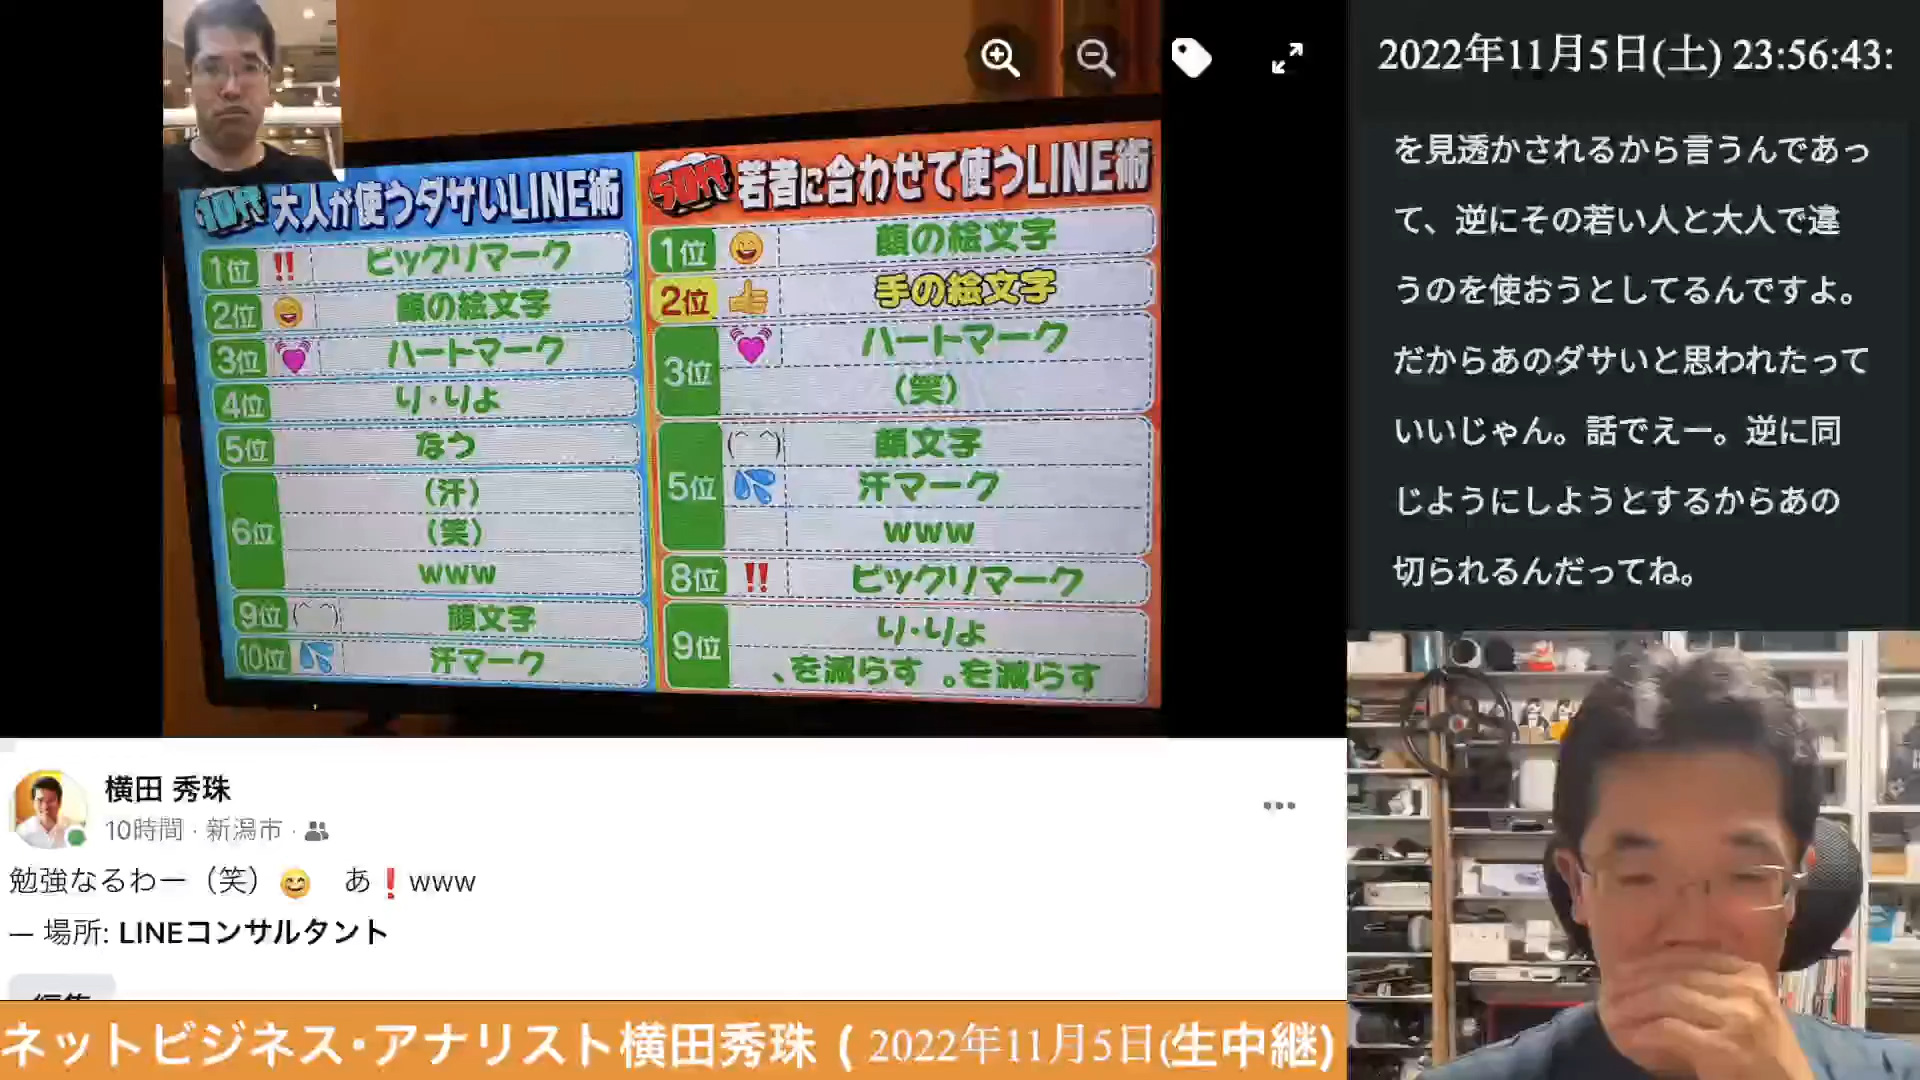 10代 大人が使うダサいLINE術
1位 ビックリマーク
2位 顔の絵文字
3位 ハートマーク
4位 り・りょ
5位 なう
6位 (汗)
(笑)
www
9位 顔文字
10位 汗マーク
50代 若者に合わせて使うLINE術
1位 顔の絵文字
2位 手の絵文字
3位 ハートマーク
(笑)
5位 顔文字
汗マーク
www
8位 ビックリマーク
9位 り・りょ
、を減らす 。を減らす
横田 秀珠
10時間 · 新潟市 ·
勉強なるわー（笑）😊 あ❗www
— 場所: LINEコンサルタント
編集
ネットビジネス・アナリスト横田秀珠 ( 2022年11月5日(生中継)
2022年11月5日(土) 23:56:43:
を見透かされるから言うんであっ
て、逆にその若い人と大人で違
うのを使おうとしてるんですよ。
だからあのダサいと思われたって
いいじゃん。話でえー。逆に同
じようにしようとするからあの
切られるんだってね。